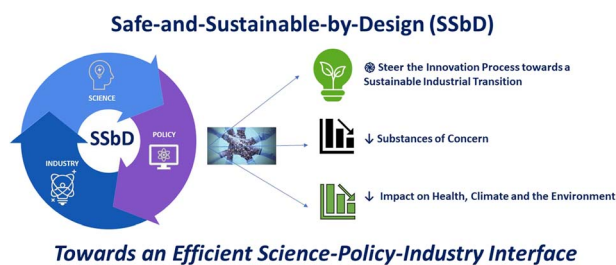 Safe-and-Sustainable-by-Design (SSbD)
SCIENCE
SSbD
POLICY
INDUSTRY
Steer the Innovation Process towards a
Sustainable Industrial Transition
↓ Substances of Concern
↓ Impact on Health, Climate and the Environment
Towards an Efficient Science-Policy-Industry Interface